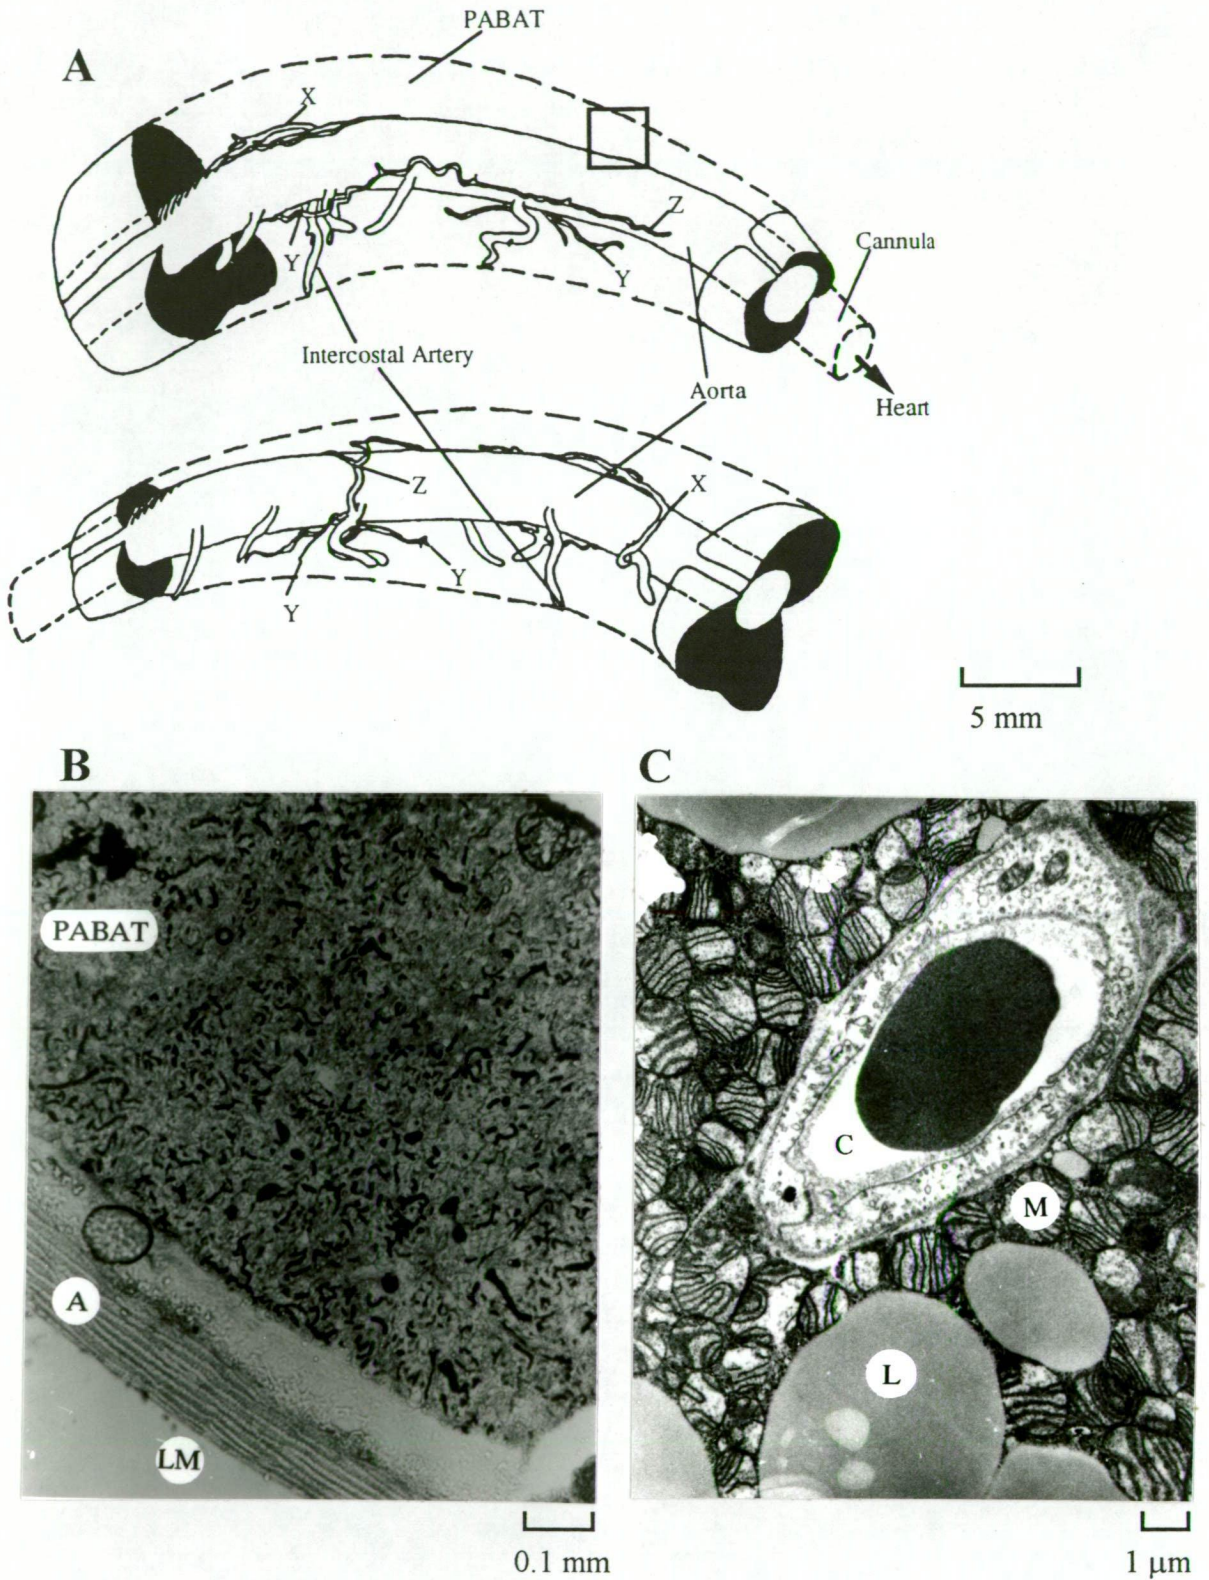 PABAT
A
X
Z
Cannula
Y
Y
Intercostal Artery
Aorta
Heart
Z
X
Y
Y
5 mm
B
C
PABAT
C
M
A
L
LM
0.1 mm
1 μm